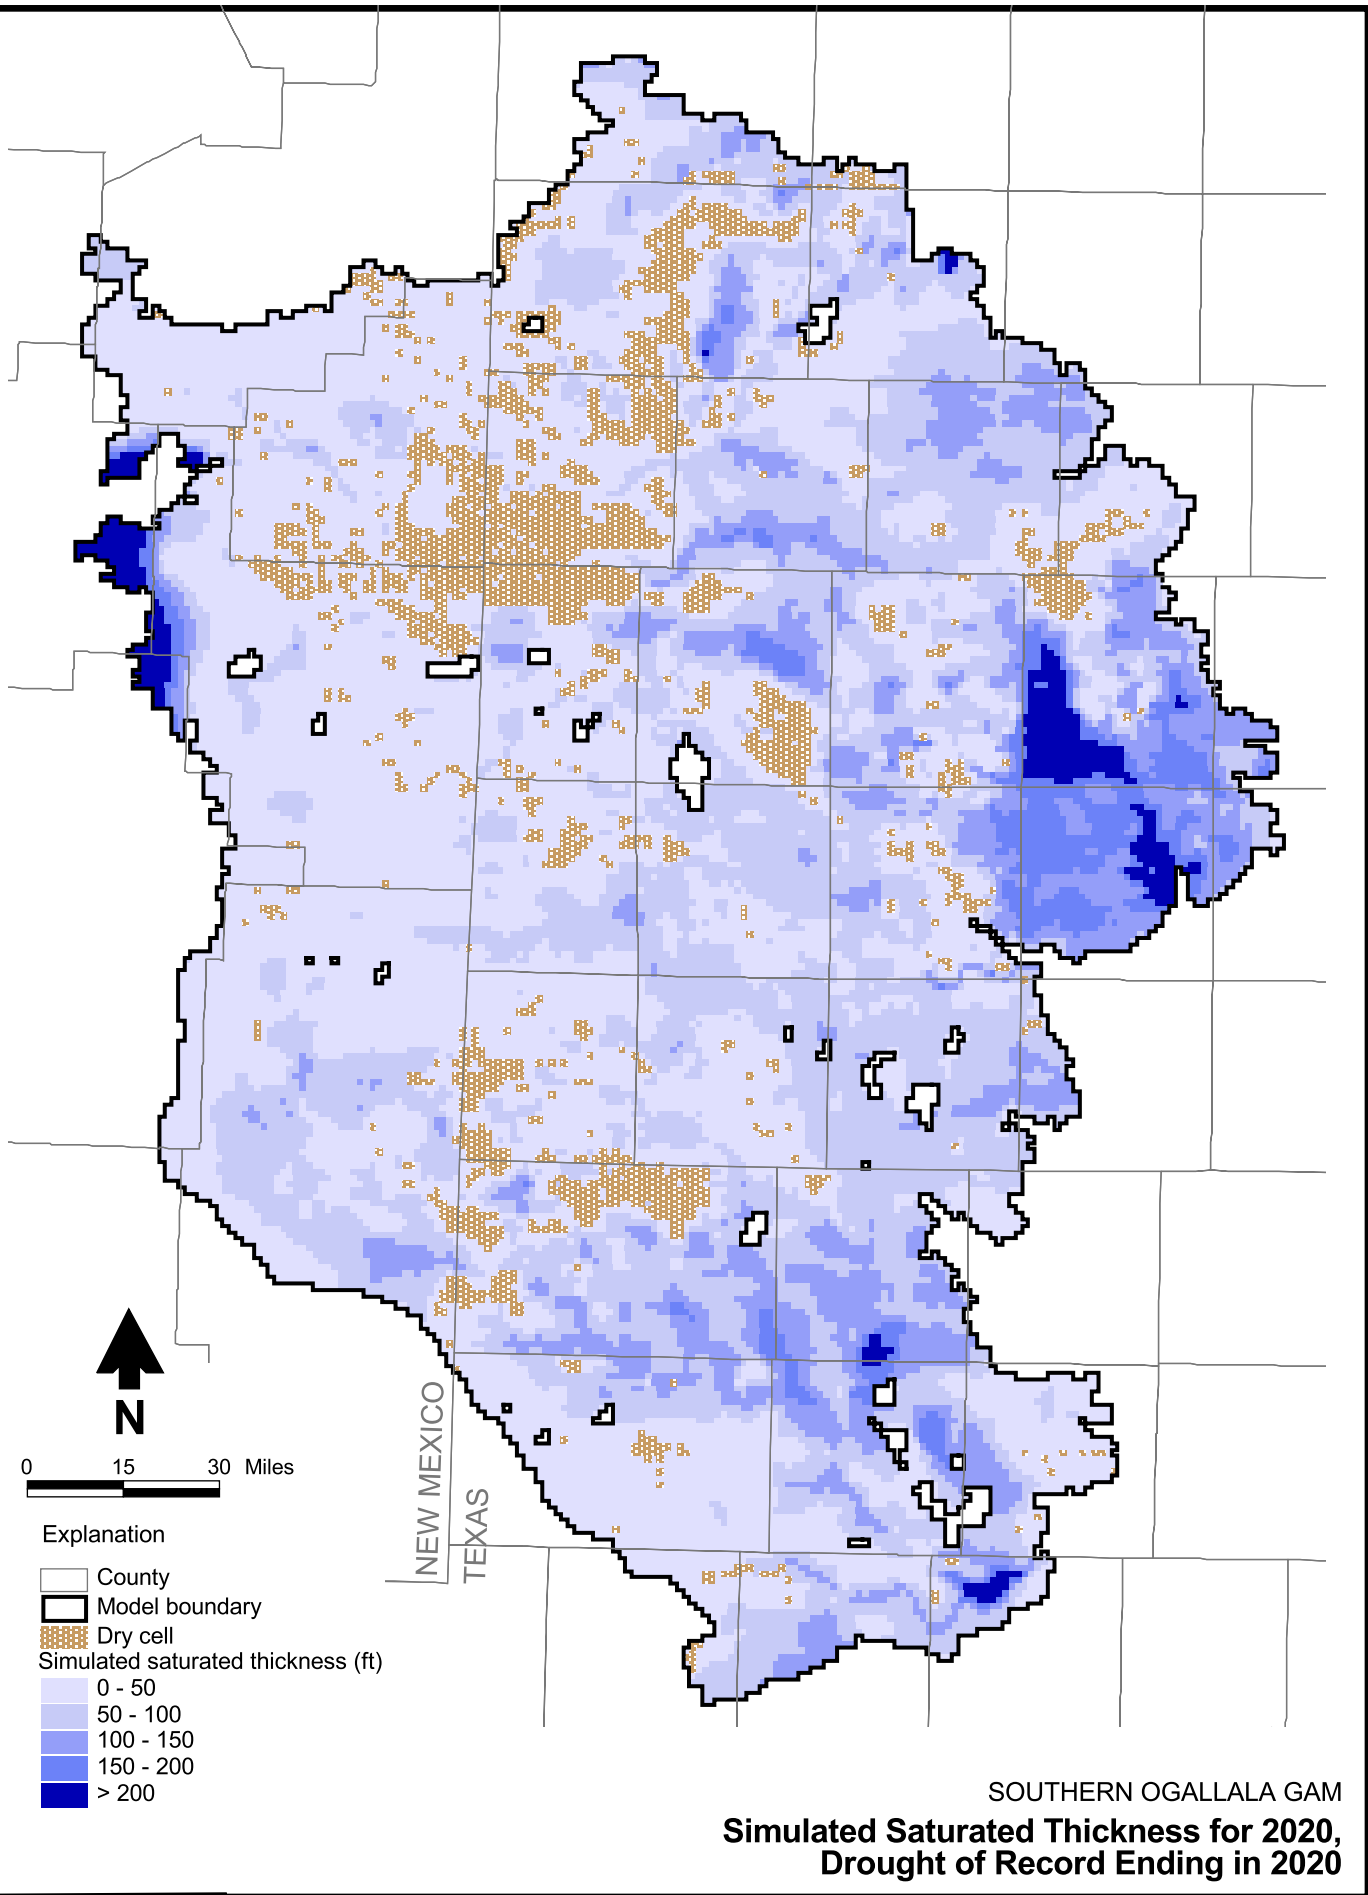 NEW MEXICO
TEXAS
N
0 15 30 Miles
Explanation
County
Model boundary
Dry cell
Simulated saturated thickness (ft)
0 - 50
50 - 100
100 - 150
150 - 200
> 200
SOUTHERN OGALLALA GAM
Simulated Saturated Thickness for 2020,
Drought of Record Ending in 2020